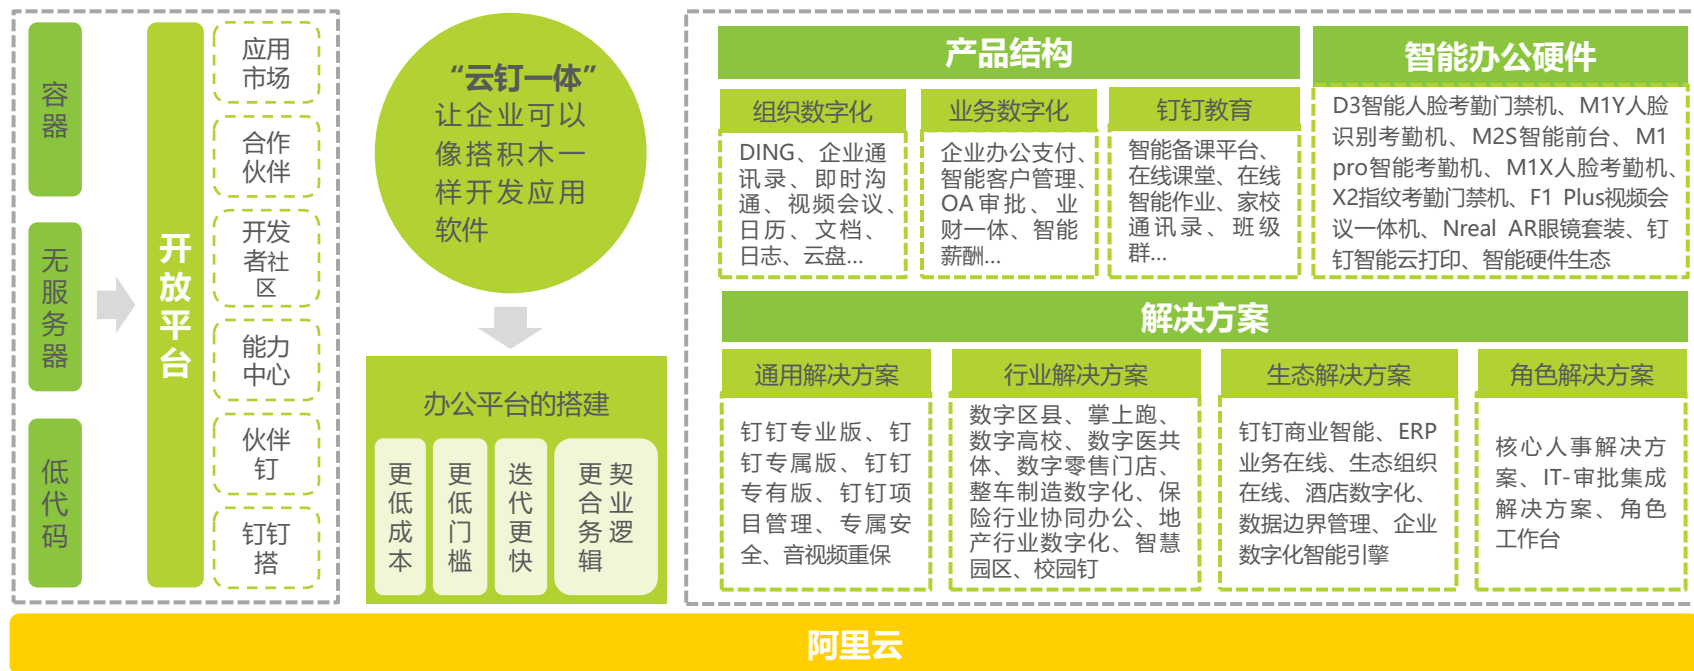 容
器
无
服
务
器
低
代
码
开
放
平
台
应用
市场
合作
伙伴
开发
者社
区
能力
中心
伙伴
钉
钉钉
搭
“云钉一体”
让企业可以
像搭积木一
样开发应用
软件
办公平台的搭建
更
低
成
本
更
低
门
槛
迭
代
更
快
更契
合业
务逻
辑
产品结构
组织数字化
DING、企业通
讯录、即时沟
通、视频会议、
日历、文档、
日志、云盘...
业务数字化
企业办公支付、
智能客户管理、
OA审批、业
财一体、智能
薪酬...
钉钉教育
智能备课平台、
在线课堂、在线
智能作业、家校
通讯录、班级
群...
智能办公硬件
D3智能人脸考勤门禁机、M1Y人脸
识别考勤机、M2S智能前台、M1
pro智能考勤机、M1X人脸考勤机、
X2指纹考勤门禁机、F1 Plus视频会
议一体机、Nreal AR眼镜套装、钉
钉智能云打印、智能硬件生态
解决方案
通用解决方案
钉钉专业版、钉
钉专属版、钉钉
专有版、钉钉项
目管理、专属安
全、音视频重保
行业解决方案
数字区县、掌上跑、
数字高校、数字医共
体、数字零售门店、
整车制造数字化、保
险行业协同办公、地
产行业数字化、智慧
园区、校园钉
生态解决方案
钉钉商业智能、ERP
业务在线、生态组织
在线、酒店数字化、
数据边界管理、企业
数字化智能引擎
角色解决方案
核心人事解决方
案、IT-审批集成
解决方案、角色
工作台
阿里云